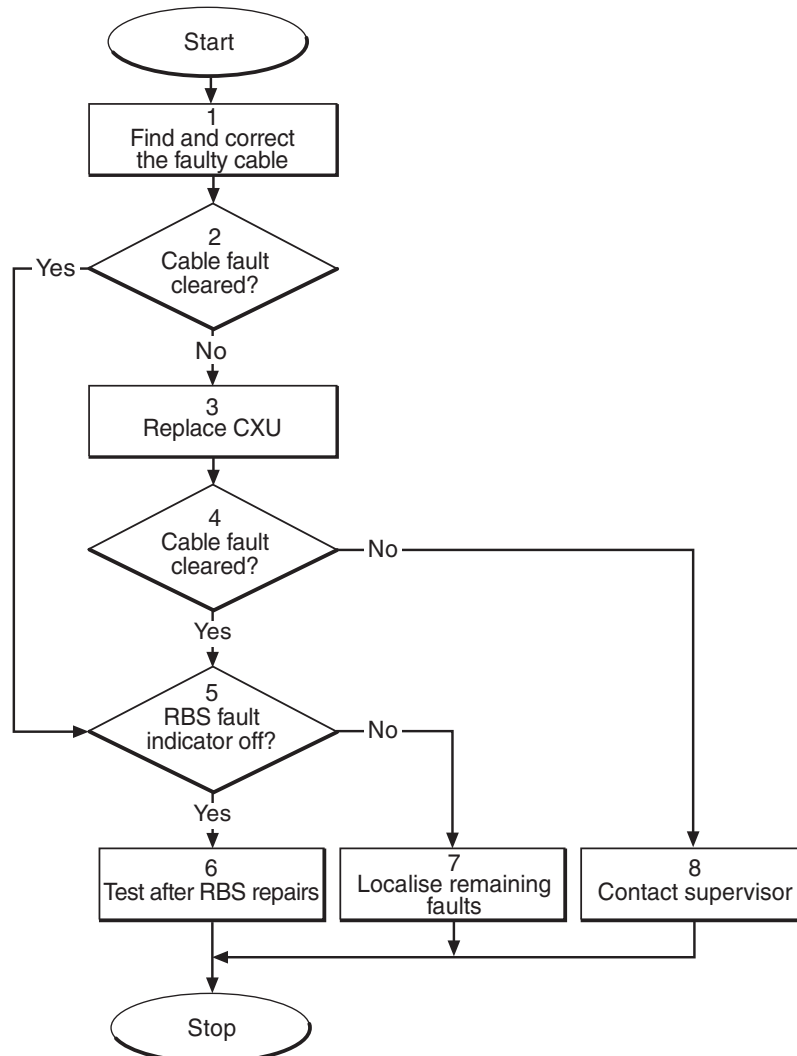 Start
1
Find and correct
the faulty cable
2
Cable fault
cleared?
Yes
No
3
Replace CXU
4
Cable fault
cleared?
No
Yes
5
RBS fault
indicator off?
No
Yes
6
Test after RBS repairs
7
Localise remaining
faults
8
Contact supervisor
Stop